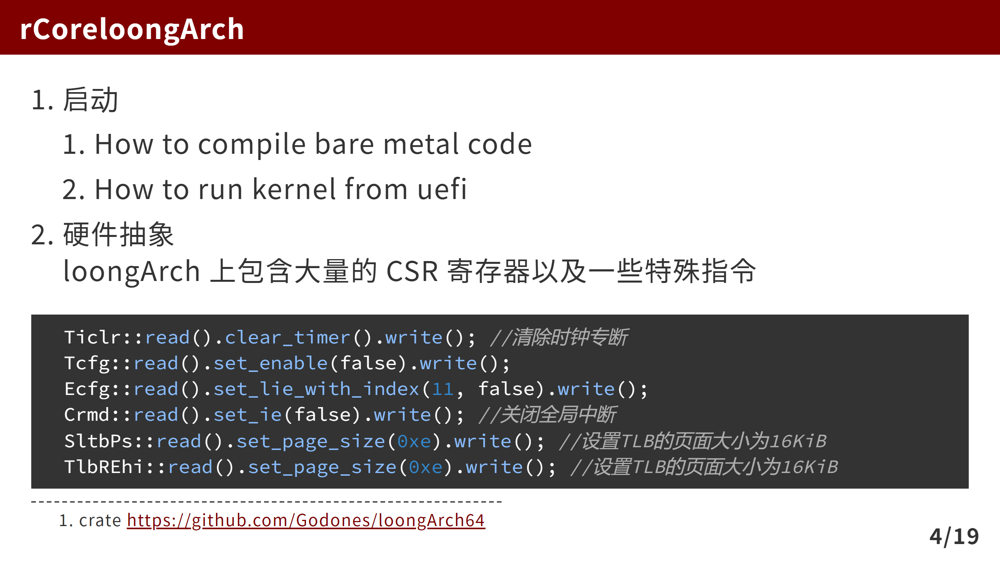 rCoreloongArch
1. 启动
1. How to compile bare metal code
2. How to run kernel from uefi
2. 硬件抽象
loongArch 上包含大量的 CSR 寄存器以及一些特殊指令
Ticlr::read().clear_timer().write(); //清除时钟专断
Tcfg::read().set_enable(false).write();
Ecfg::read().set_lie_with_index(11, false).write();
Crmd::read().set_ie(false).write(); //关闭全局中断
SltbPs::read().set_page_size(0xe).write(); //设置TLB的页面大小为16KiB
TlbREhi::read().set_page_size(0xe).write(); //设置TLB的页面大小为16KiB
1. crate https://github.com/Godones/loongArch64
4/19